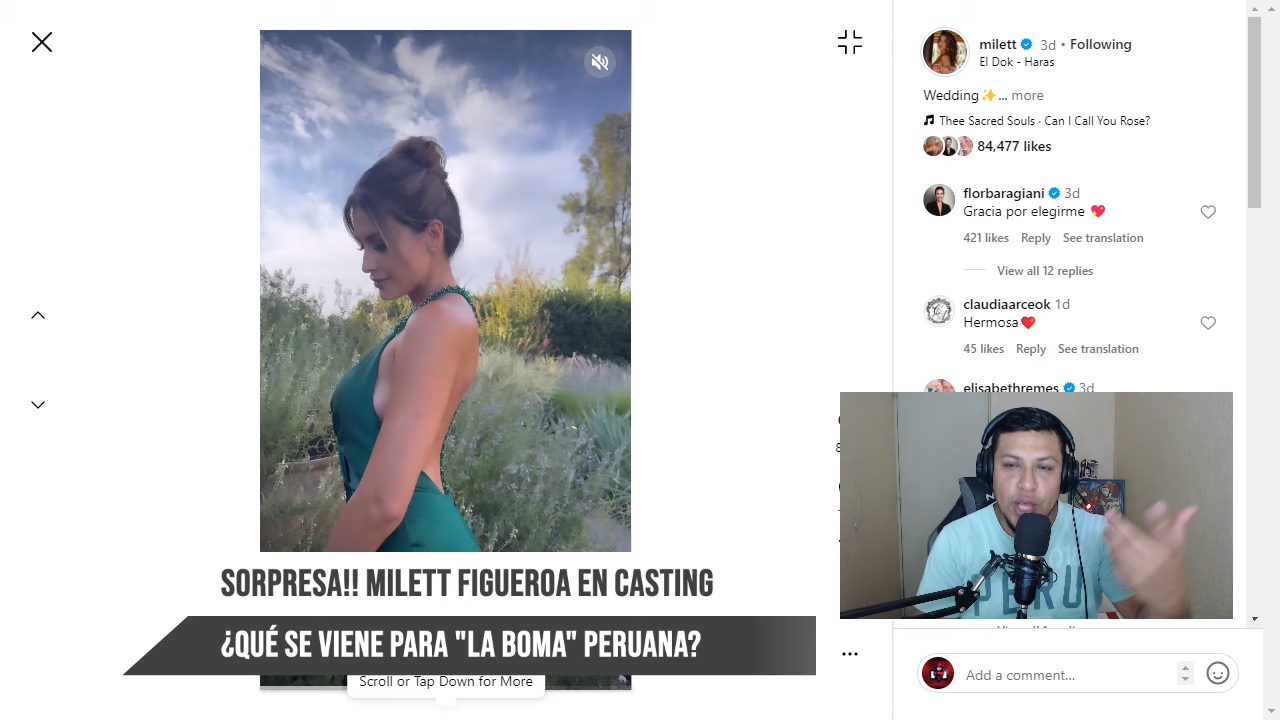 milett 3d • Following
El Dok - Haras
Wedding✨... more
Thee Sacred Souls · Can I Call You Rose?
84,477 likes
florbaragiani 3d
Gracia por elegirme 💖
421 likes Reply See translation
View all 12 replies
claudiaarceok 1d
Hermosa❤️
45 likes Reply See translation
elisabethremes 3d
PERU
SORPRESA!! MILETT FIGUEROA EN CASTING
¿QUÉ SE VIENE PARA "LA BOMA" PERUANA?
Scroll or Tap Down for More
Add a comment...